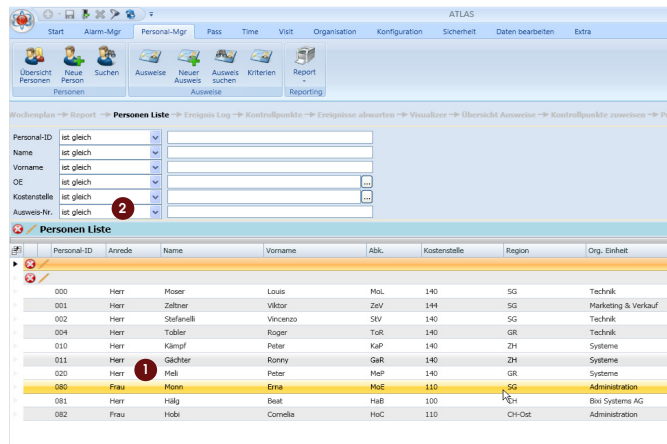 ATLAS
Start Alarm-Mgr Personal-Mgr Pass Time Visit Organisation Konfiguration Sicherheit Daten bearbeiten Extra
Übersicht Personen Neue Person Suchen Ausweise Neuer Ausweis Ausweis suchen Kriterien Report
Personen Ausweise Reporting
Wochenplan Report Personen Liste Ereignis Log Kontrollpunkte Ereignisse abwarten Visualizer Übersicht Ausweise Kontrollpunkte zuweisen
Personal-ID ist gleich
Name ist gleich
Vorname ist gleich
OE ist gleich ...
Kostenstelle ist gleich ...
Ausweis-Nr. ist gleich
2
Personen Liste
Personal-ID Anrede Name Vorname Abk. Kostenstelle Region Org. Einheit
000 Herr Moser Louis MoL 140 SG Technik
001 Herr Zeltner Viktor ZeV 144 SG Marketing & Verkauf
002 Herr Stefanelli Vincenzo StV 140 SG Technik
004 Herr Tobler Roger ToR 140 GR Technik
010 Herr Kämpf Peter KaP 140 ZH Systeme
011 Herr Gächter Ronny GaR 140 ZH Systeme
020 Herr 1 Meli Peter MeP 140 GR Systeme
080 Frau Monn Erna MoE 110 SG Administration
081 Herr Hälg Beat HaB 100 CH Bixi Systems AG
082 Frau Hobi Cornelia HoC 110 CH-Ost Administration